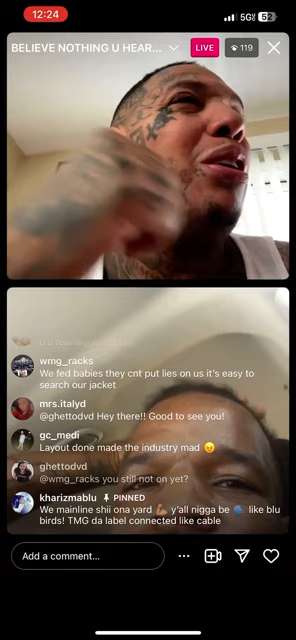 12:24
5G
52
BELIEVE NOTHING U HEAR...
LIVE
119
wmg_racks
We fed babies they cnt put lies on us it's easy to
search our jacket
mrs.italyd
@ghettodvd Hey there!! Good to see you!
gc_medi
Layout done made the industry mad 😠
ghettodvd
@wmg_racks you still not on yet?
kharizmablu 📌 PINNED
We mainline shii ona yard 💪🏾 y'all nigga be 🗣️ like blu
birds! TMG da label connected like cable
Add a comment...